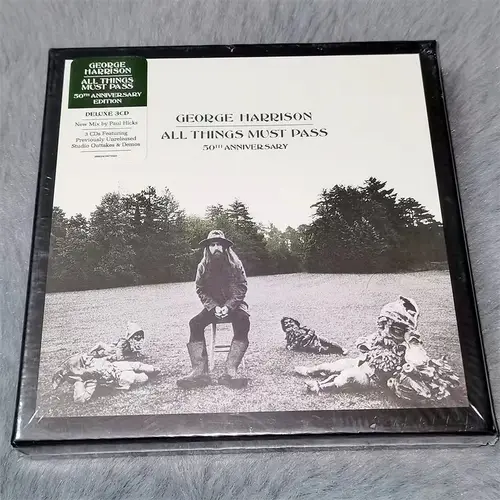 GEORGE
HARRISON
ALL THINGS
MUST PASS
50TH ANNIVERSARY
EDITION
DELUXE 3CD
New Mix by Paul Hicks
3 CDs Featuring
Previously Unreleased
Studio Outtakes & Demos
GEORGE HARRISON
ALL THINGS MUST PASS
50TH ANNIVERSARY